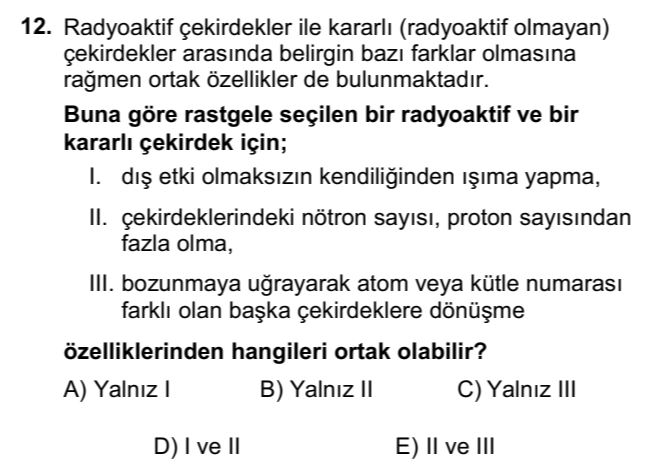 12. Radyoaktif çekirdekler ile kararlı (radyoaktif olmayan)
çekirdekler arasında belirgin bazı farklar olmasına
rağmen ortak özellikler de bulunmaktadır.
Buna göre rastgele seçilen bir radyoaktif ve bir
kararlı çekirdek için;
I. dış etki olmaksızın kendiliğinden ışıma yapma,
II. çekirdeklerindeki nötron sayısı, proton sayısından
fazla olma,
III. bozunmaya uğrayarak atom veya kütle numarası
farklı olan başka çekirdeklere dönüşme
özelliklerinden hangileri ortak olabilir?
A) Yalnız I B) Yalnız II C) Yalnız III
D) I ve II E) II ve III